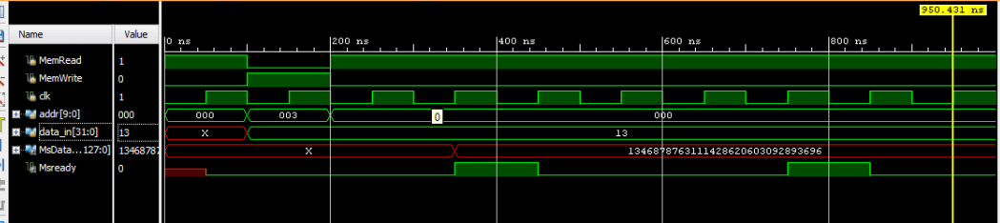 950.431 ns
Name Value
0 ns 200 ns 400 ns 600 ns 800 ns
MemRead 1
MemWrite 0
clk 1
addr[9:0] 000 000 003 0 000
data_in[31:0] 13 X 13
MsData...127:0] 13468787 X 134687876311142862060309289​3696
Msready 0